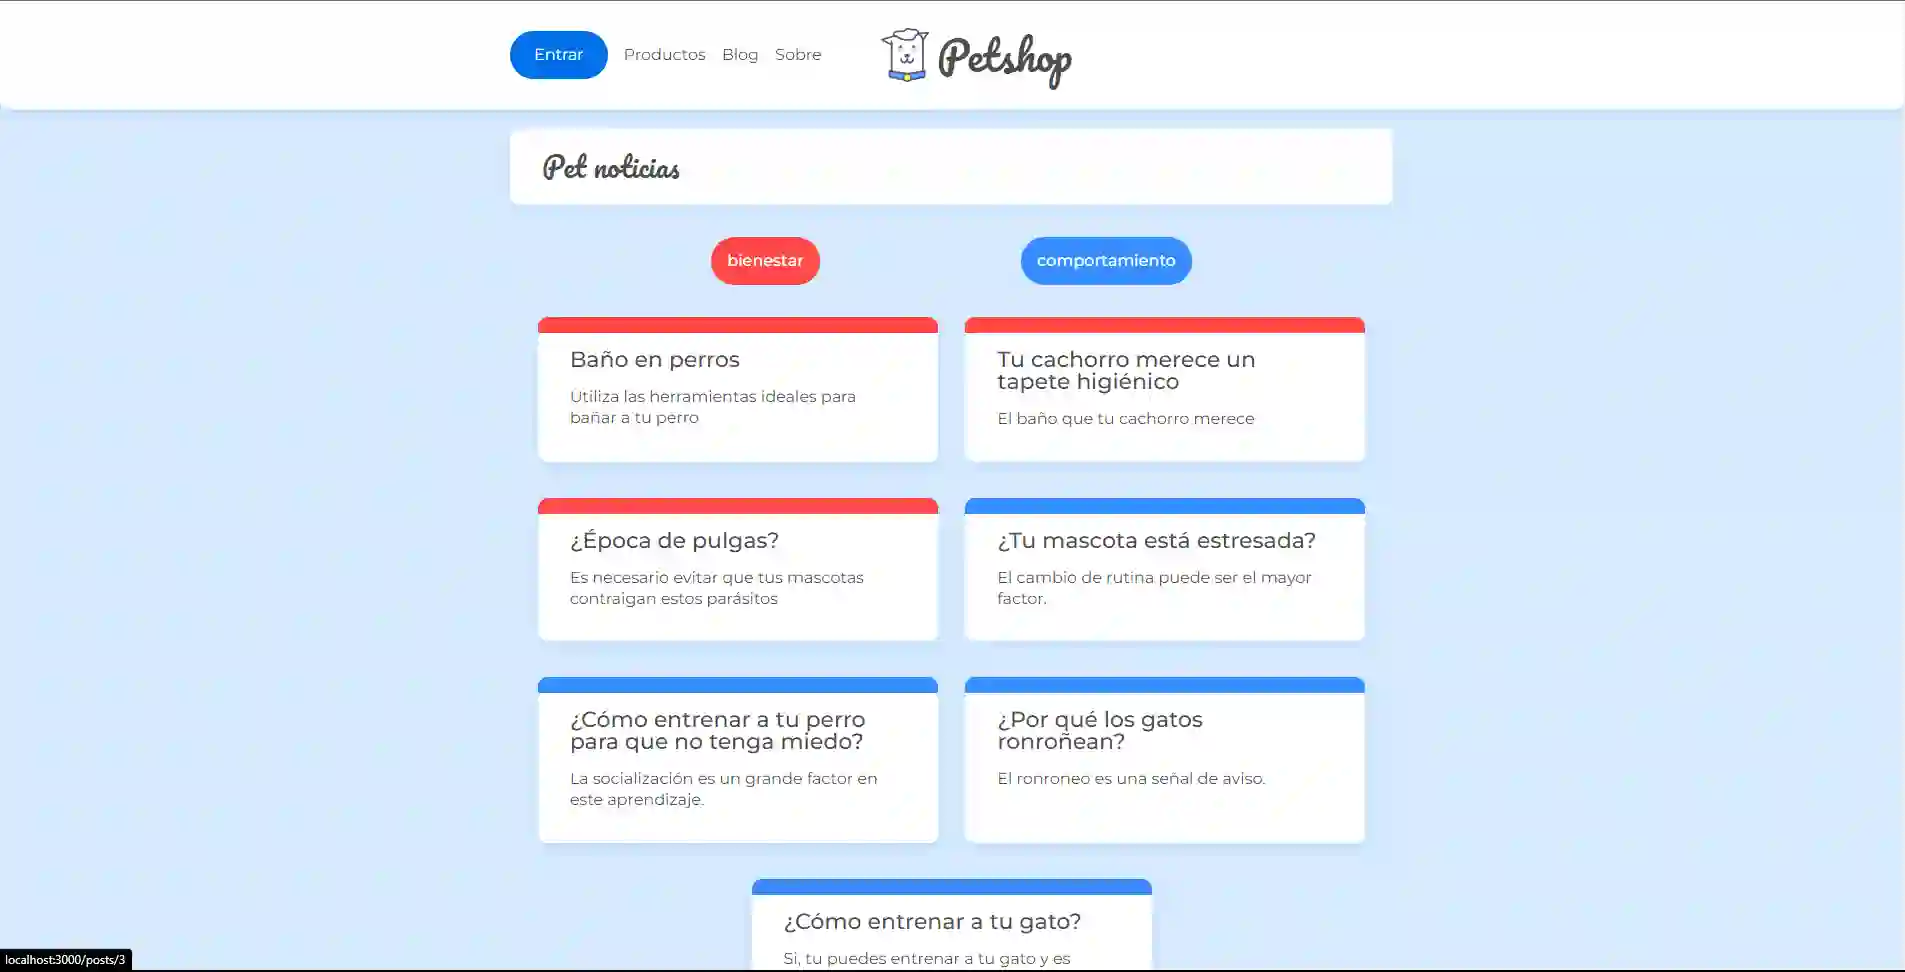 Entrar
Productos
Blog
Sobre
Petshop
Pet noticias
bienestar
comportamiento
Baño en perros
Utiliza las herramientas ideales para
bañar a tu perro
Tu cachorro merece un
tapete higiénico
El baño que tu cachorro merece
¿Época de pulgas?
Es necesario evitar que tus mascotas
contraigan estos parásitos
¿Tu mascota está estresada?
El cambio de rutina puede ser el mayor
factor.
¿Cómo entrenar a tu perro
para que no tenga miedo?
La socialización es un grande factor en
este aprendizaje.
¿Por qué los gatos
ronroñean?
El ronroneo es una señal de aviso.
¿Cómo entrenar a tu gato?
Si, tu puedes entrenar a tu gato y es
localhost:3000/posts/3